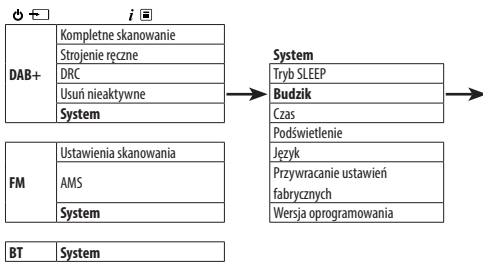 i
DAB+
Kompletne skanowanie
Strojenie ręczne
DRC
Usuń nieaktywne
System
FM
Ustawienia skanowania
AMS
System
BT
System
System
Tryb SLEEP
Budzik
Czas
Podświetlenie
Język
Przywracanie ustawień
fabrycznych
Wersja oprogramowania